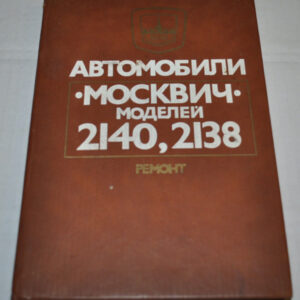 АВТОМОБИЛИ
·МОСКВИЧ·
МОДЕЛЕЙ
2140, 2138
РЕМОНТ